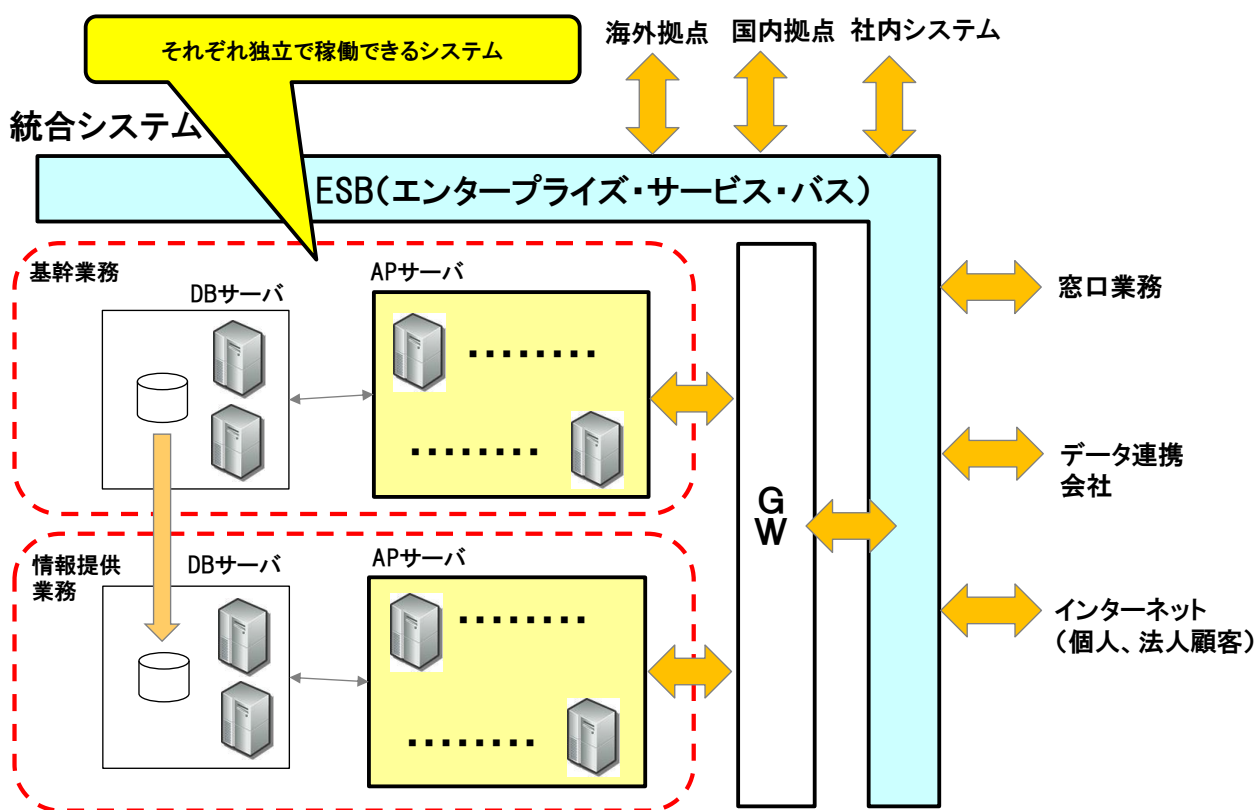 それぞれ独立で稼働できるシステム
海外拠点
国内拠点
社内システム
統合システム
ESB(エンタープライズ・サービス・バス)
基幹業務
DBサーバ
APサーバ
・・・・・・・・
・・・・・・・・
窓口業務
データ連携
会社
G
W
情報提供
業務
DBサーバ
APサーバ
・・・・・・・・
・・・・・・・・
インターネット
(個人、法人顧客)